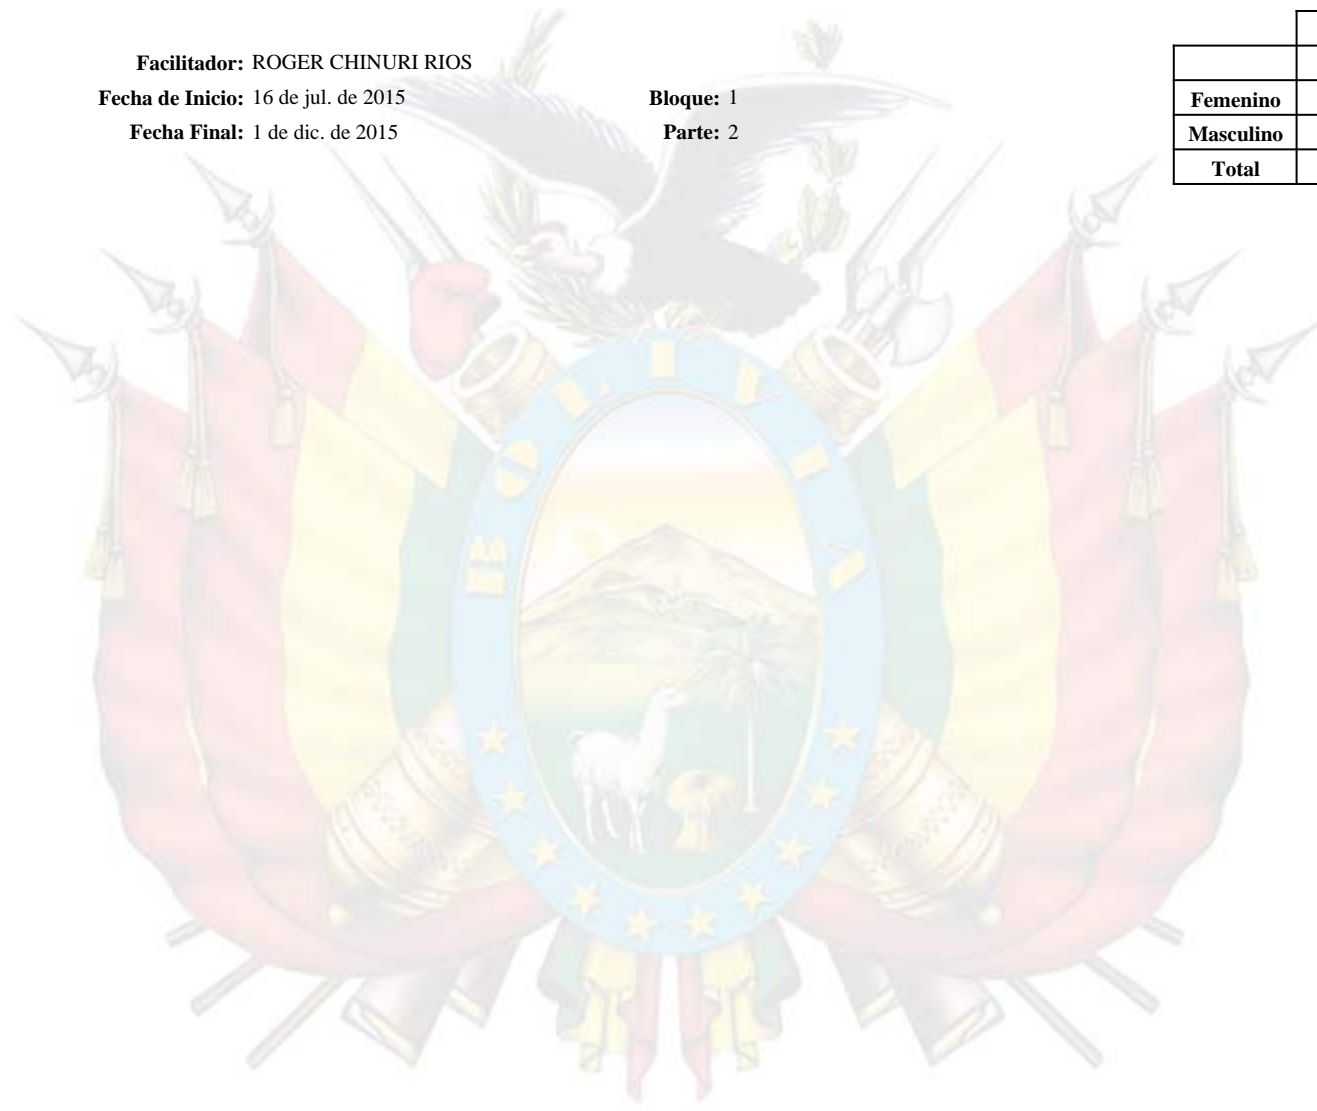 Facilitador: ROGER CHINURI RIOS
Fecha de Inicio: 16 de jul. de 2015 Bloque: 1
Fecha Final: 1 de dic. de 2015 Parte: 2
Femenino
Masculino
Total
BOLIVIA